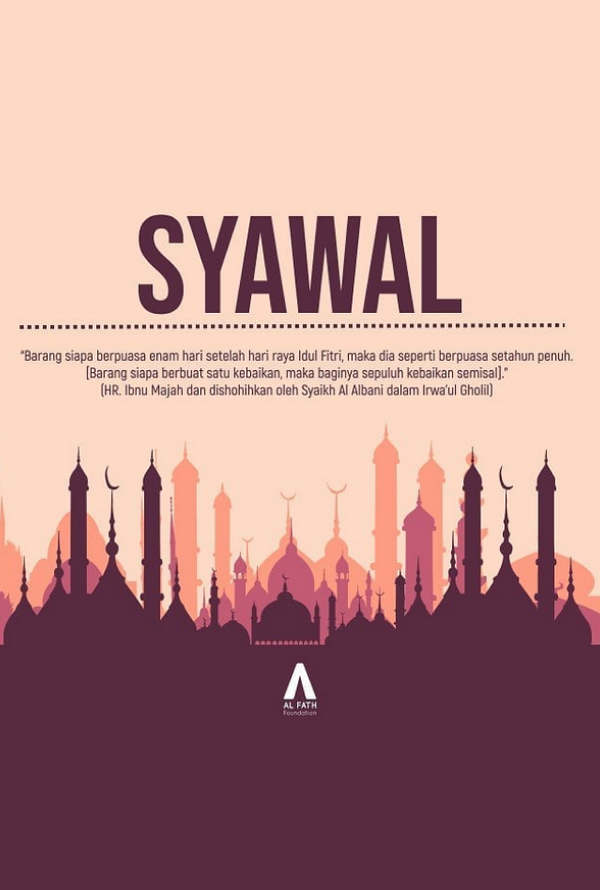 SYAWAL
"Barang siapa berpuasa enam hari setelah hari raya Idul Fitri, maka dia seperti berpuasa setahun penuh.
[Barang siapa berbuat satu kebaikan, maka baginya sepuluh kebaikan semisal]."
(HR. Ibnu Majah dan dishohihkan oleh Syaikh Al Albani dalam Irwa'ul Gholil)
AL FATH
Foundation